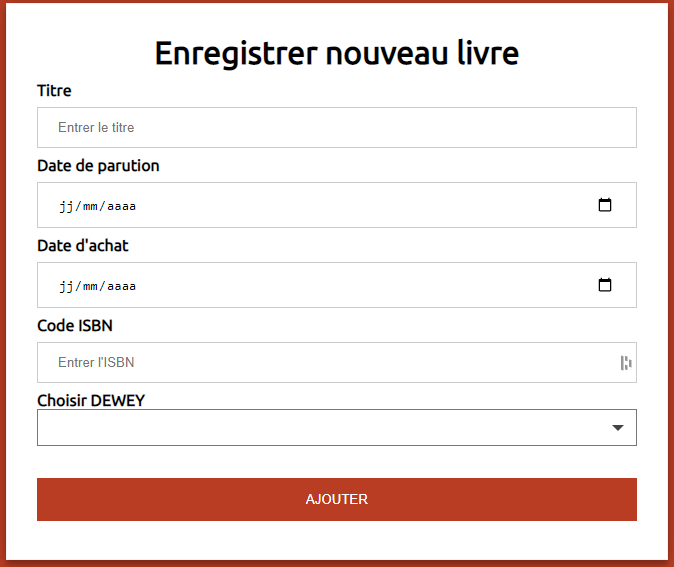 Enregistrer nouveau livre
Titre
Entrer le titre
Date de parution
jj/mm/aaaa
Date d'achat
jj/mm/aaaa
Code ISBN
Entrer l'ISBN
Choisir DEWEY
AJOUTER